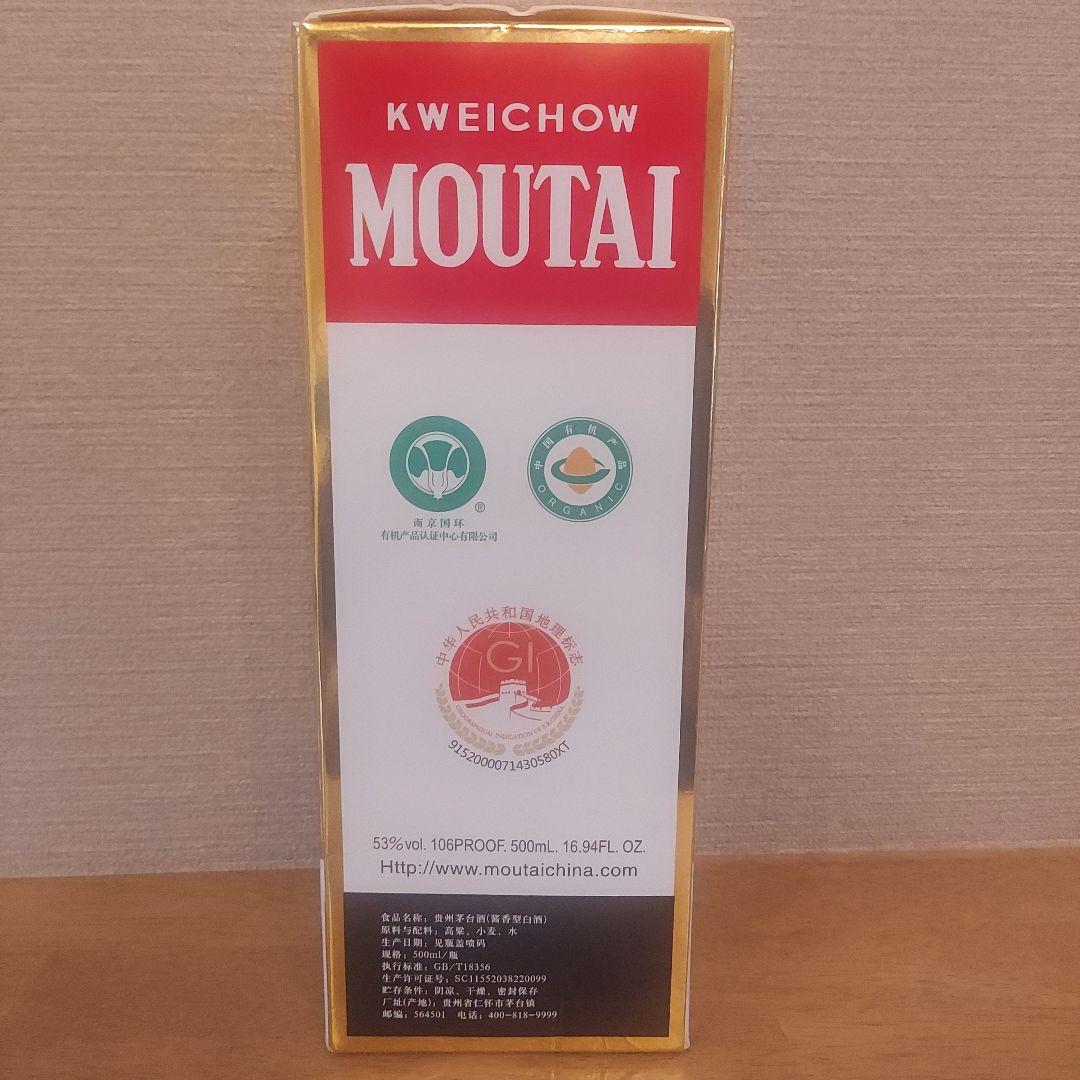 KWEICHOW
MOUTAI
®
南京国环
有机产品认证中心有限公司
中国有机产品
ORGANIC
中华人民共和国地理标志
GI
GEOGRAPHICAL INDICATION OF P.R.CHINA
9152000071430580XT
53%vol. 106PROOF. 500mL. 16.94FL. OZ.
Http://www.moutaichina.com
食品名称：贵州茅台酒(酱香型白酒)
原料与配料：高粱、小麦、水
生产日期：见瓶盖喷码
规格：500ml/瓶
执行标准：GB/T18356
生产许可证号：SC11552038220099
贮存条件：阴凉、干燥、密封保存
厂址(产地)：贵州省仁怀市茅台镇
邮编：564501 电话：400-818-9999